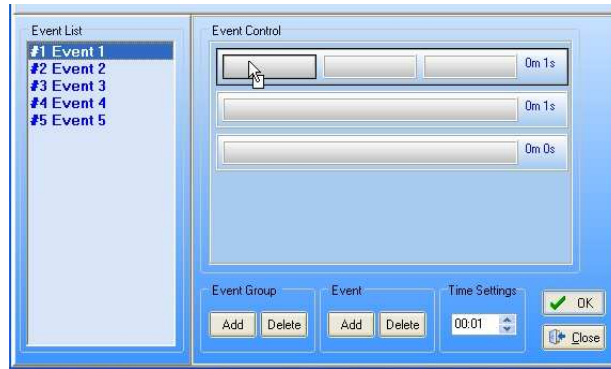 Event List
#1 Event 1
#2 Event 2
#3 Event 3
#4 Event 4
#5 Event 5
Event Control
0m 1s
0m 1s
0m 0s
Event Group
Add Delete
Event
Add Delete
Time Settings
00:01
OK
Close